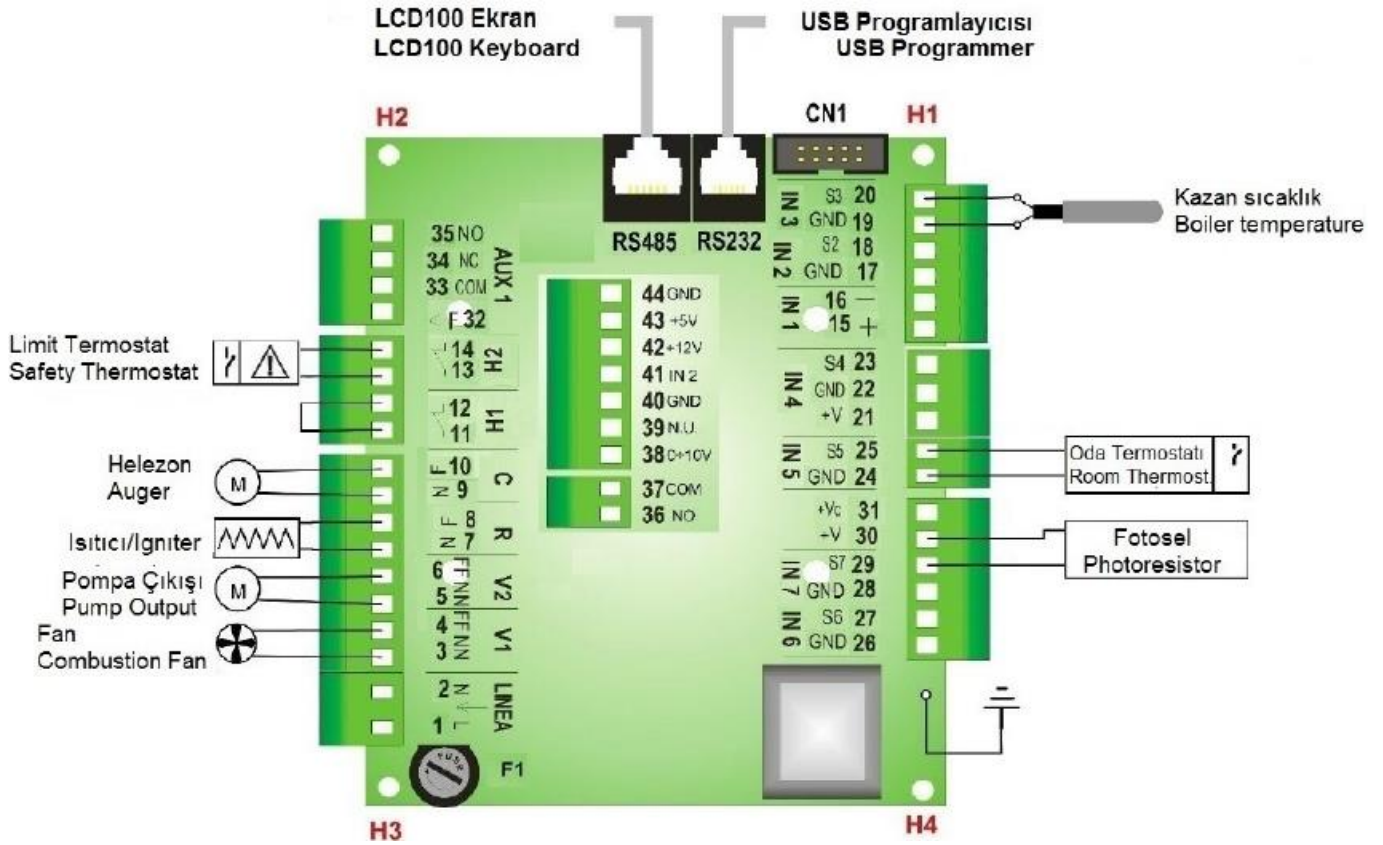 LCD100 Ekran
LCD100 Keyboard
USB Programlayıcısı
USB Programmer
H2
CN1
H1
RS485
RS232
35 NO
34 NC
33 COM
F 32
AUX 1
14
13
H2
12
11
H1
F 10
N 9
C
F 8
N 7
R
6 FF
5 NN
V2
4 FF
3 NN
V1
2 N
1 L
LINEA
F1
FUSE
44 GND
43 +5V
42 +12V
41 IN 2
40 GND
39 N.U.
38 0÷10V
37 COM
36 NO
IN 3
S3 20
GND 19
IN 2
S2 18
GND 17
IN 1
16 −
15 +
IN 4
S4 23
GND 22
+V 21
IN 5
S5 25
GND 24
+Vc 31
+V 30
IN 7
S7 29
GND 28
IN 6
S6 27
GND 26
Limit Termostat
Safety Thermostat
Helezon
Auger
M
Isıtıcı/Igniter
Pompa Çıkışı
Pump Output
M
Fan
Combustion Fan
Kazan sıcaklık
Boiler temperature
Oda Termostatı
Room Thermost.
Fotosel
Photoresistor
H3
H4